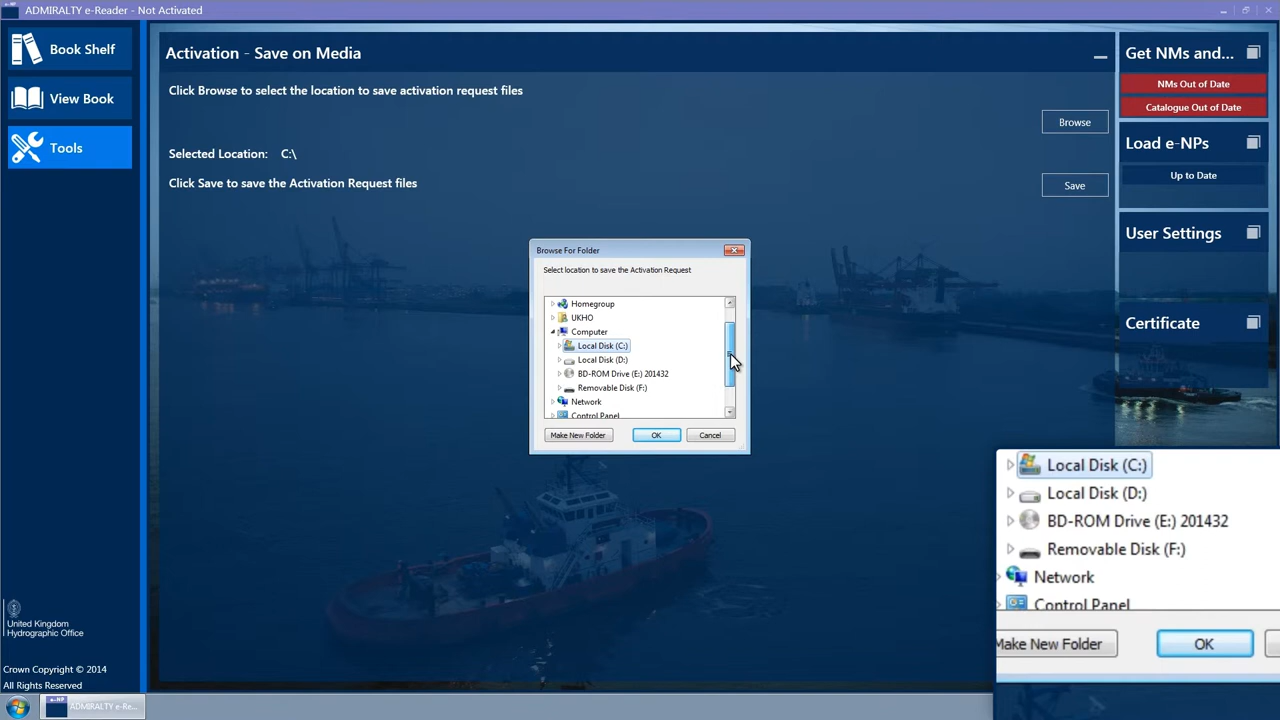 ADMIRALTY e-Reader - Not Activated
Book Shelf
View Book
Tools
United Kingdom
Hydrographic Office
Crown Copyright © 2014
All Rights Reserved
Activation - Save on Media
Click Browse to select the location to save activation request files
Browse
Selected Location: C:\
Click Save to save the Activation Request files
Save
Browse For Folder
Select location to save the Activation Request
Homegroup
UKHO
Computer
Local Disk (C:)
Local Disk (D:)
BD-ROM Drive (E:) 201432
Removable Disk (F:)
Network
Control Panel
Make New Folder
OK
Cancel
Get NMs and...
NMs Out of Date
Catalogue Out of Date
Load e-NPs
Up to Date
User Settings
Certificate
Local Disk (C:)
Local Disk (D:)
BD-ROM Drive (E:) 201432
Removable Disk (F:)
Network
Control Panel
Make New Folder
OK
e-NP
ADMIRALTY e-Re...